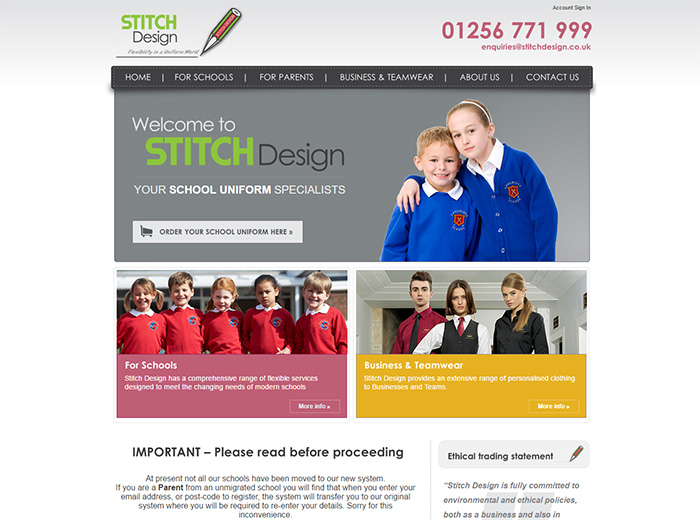 STITCH
Design
Flexibility in a Uniform World
Account Sign In
01256 771 999
enquiries@stitchdesign.co.uk
HOME | FOR SCHOOLS | FOR PARENTS | BUSINESS & TEAMWEAR | ABOUT US | CONTACT US
Welcome to
STITCH Design
YOUR SCHOOL UNIFORM SPECIALISTS
ORDER YOUR SCHOOL UNIFORM HERE »
For Schools
Stitch Design has a comprehensive range of flexible services
designed to meet the changing needs of modern schools
More info »
Business & Teamwear
Stitch Design provides an extensive range of personalised clothing
to Businesses and Teams.
More info »
IMPORTANT – Please read before proceeding
At present not all our schools have been moved to our new system.
If you are a Parent from an unmigrated school you will find that when you enter your
email address, or post-code to register, the system will transfer you to our original
system where you will be required to re-enter your details. Sorry for this
inconvenience.
Ethical trading statement
“Stitch Design is fully committed to
environmental and ethical policies,
both as a business and also in